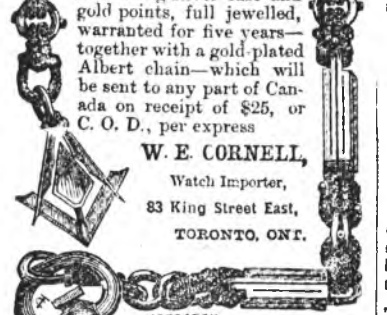 gold points, full jewelled,
warranted for five years—
together with a gold-plated
Albert chain—which will
be sent to any part of Can-
ada on receipt of $25, or
C. O. D., per express
W. E. CORNELL,
Watch Importer,
83 King Street East,
TORONTO, ONT.